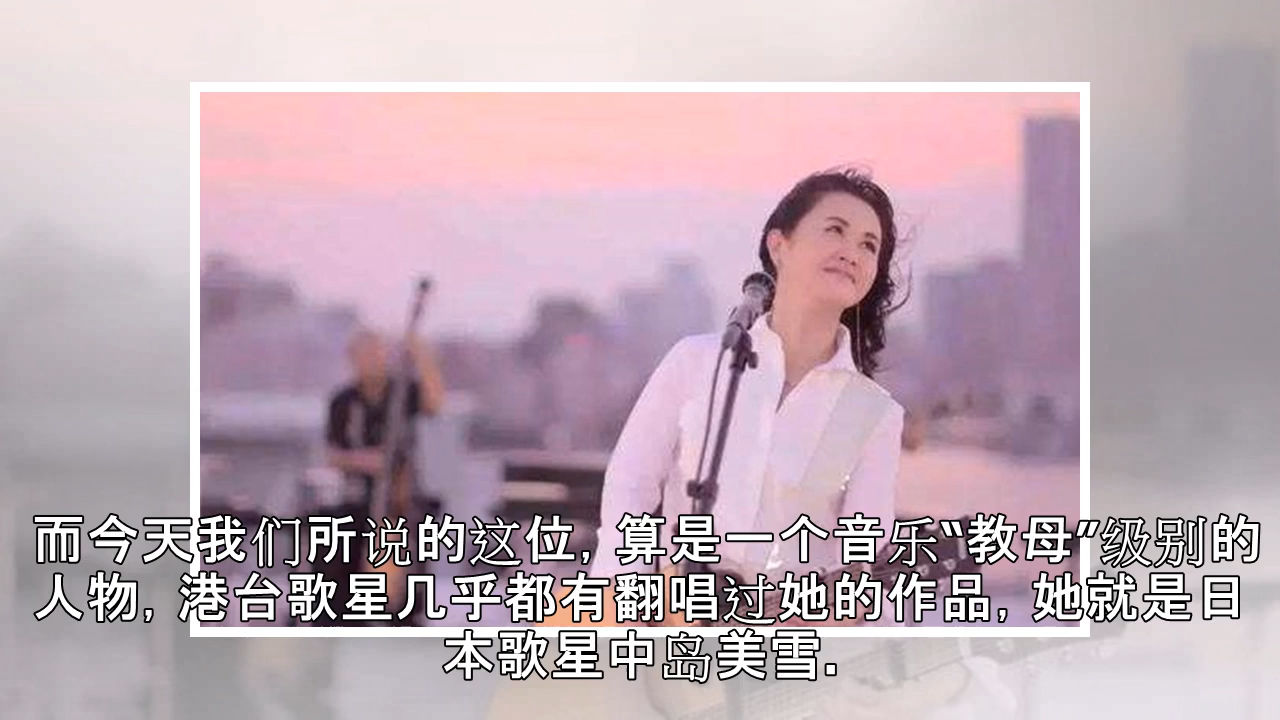 而今天我们所说的这位, 算是一个音乐“教母”级别的
人物, 港台歌星几乎都有翻唱过她的作品, 她就是日
本歌星中岛美雪.